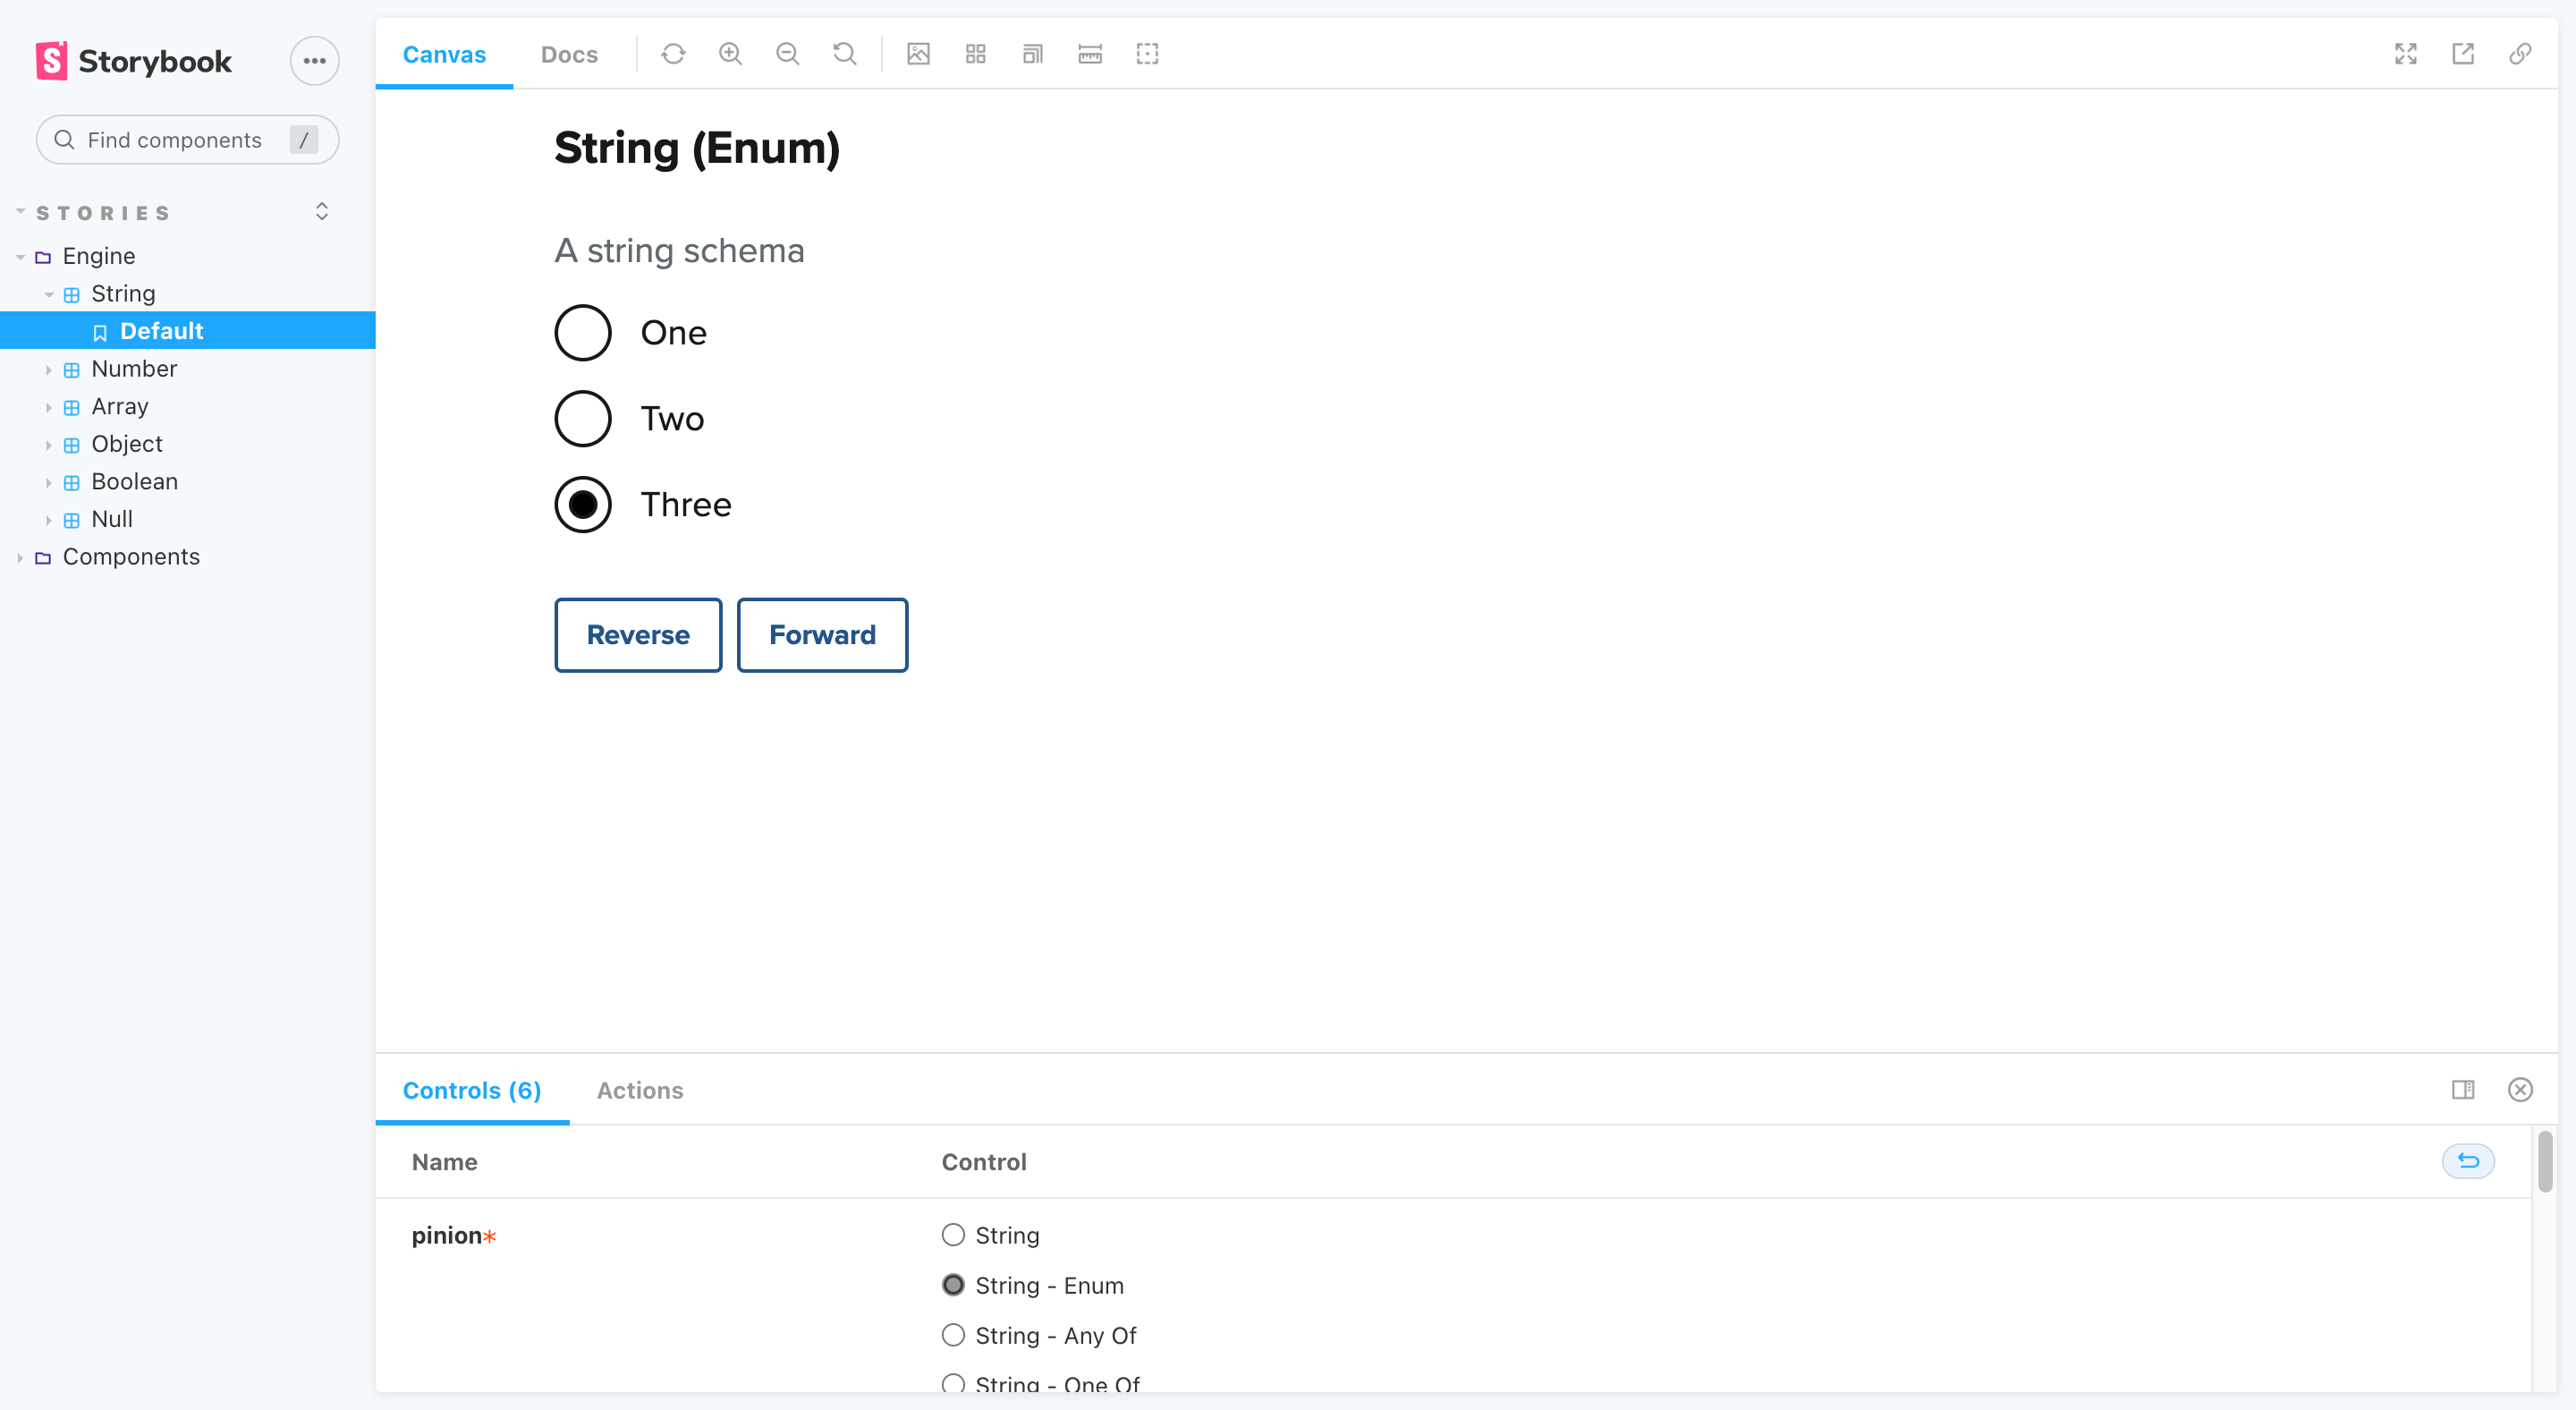 Storybook
Find components /
STORIES
Engine
String
Default
Number
Array
Object
Boolean
Null
Components
Canvas Docs
String (Enum)
A string schema
One
Two
Three
Reverse Forward
Controls (6) Actions
Name Control
pinion* String
String - Enum
String - Any Of
String - One Of